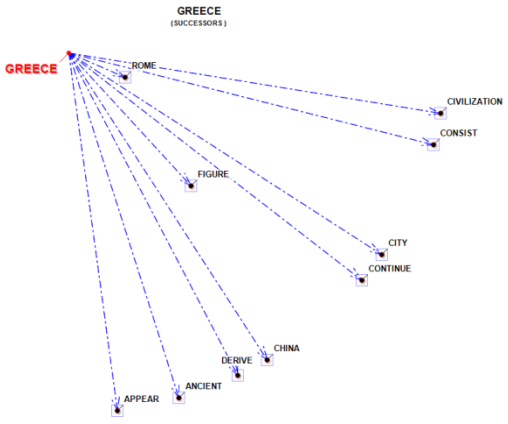 GREECE
(SUCCESSORS)
GREECE
ROME
CIVILIZATION
CONSIST
FIGURE
CITY
CONTINUE
CHINA
DERIVE
ANCIENT
APPEAR